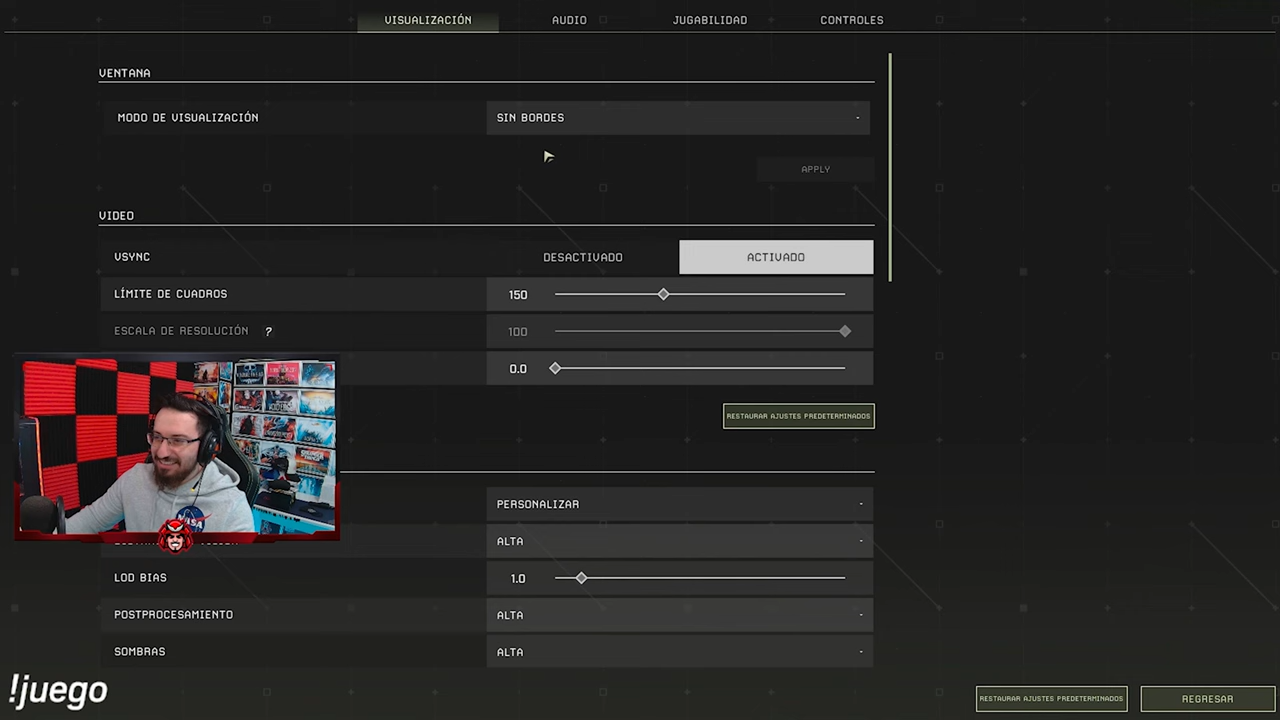 VISUALIZACIÓN AUDIO JUGABILIDAD CONTROLES
VENTANA
MODO DE VISUALIZACIÓN SIN BORDES
APPLY
VIDEO
VSYNC DESACTIVADO ACTIVADO
LÍMITE DE CUADROS 150
ESCALA DE RESOLUCIÓN ? 100
0.0
RESTAURAR AJUSTES PREDETERMINADOS
PERSONALIZAR
ALTA
LOD BIAS 1.0
POSTPROCESAMIENTO ALTA
SOMBRAS ALTA
!juego
RESTAURAR AJUSTES PREDETERMINADOS REGRESAR
NASA